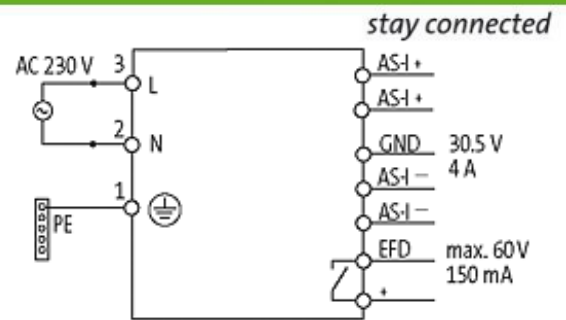 stay connected
AC 230 V
3
L
2
N
1
PE
AS-I +
AS-I +
GND
30.5 V
4 A
AS-I —
AS-I —
EFD
max. 60 V
150 mA
+